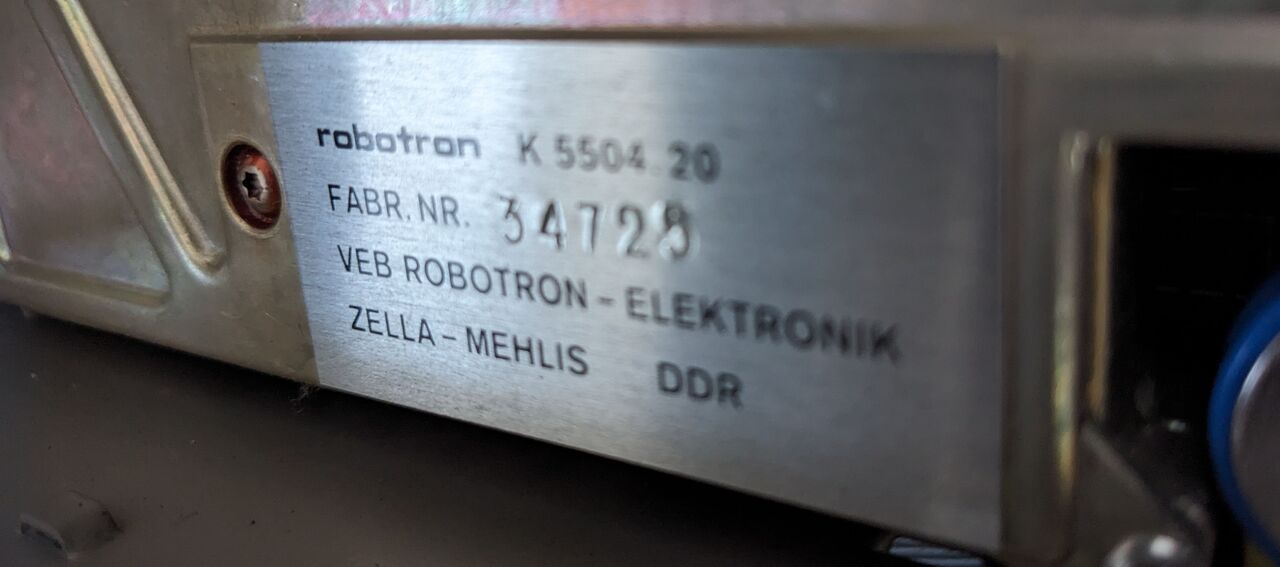 robotron K 5504.20
FABR. NR. 34728
VEB ROBOTRON - ELEKTRONIK
ZELLA - MEHLIS DDR